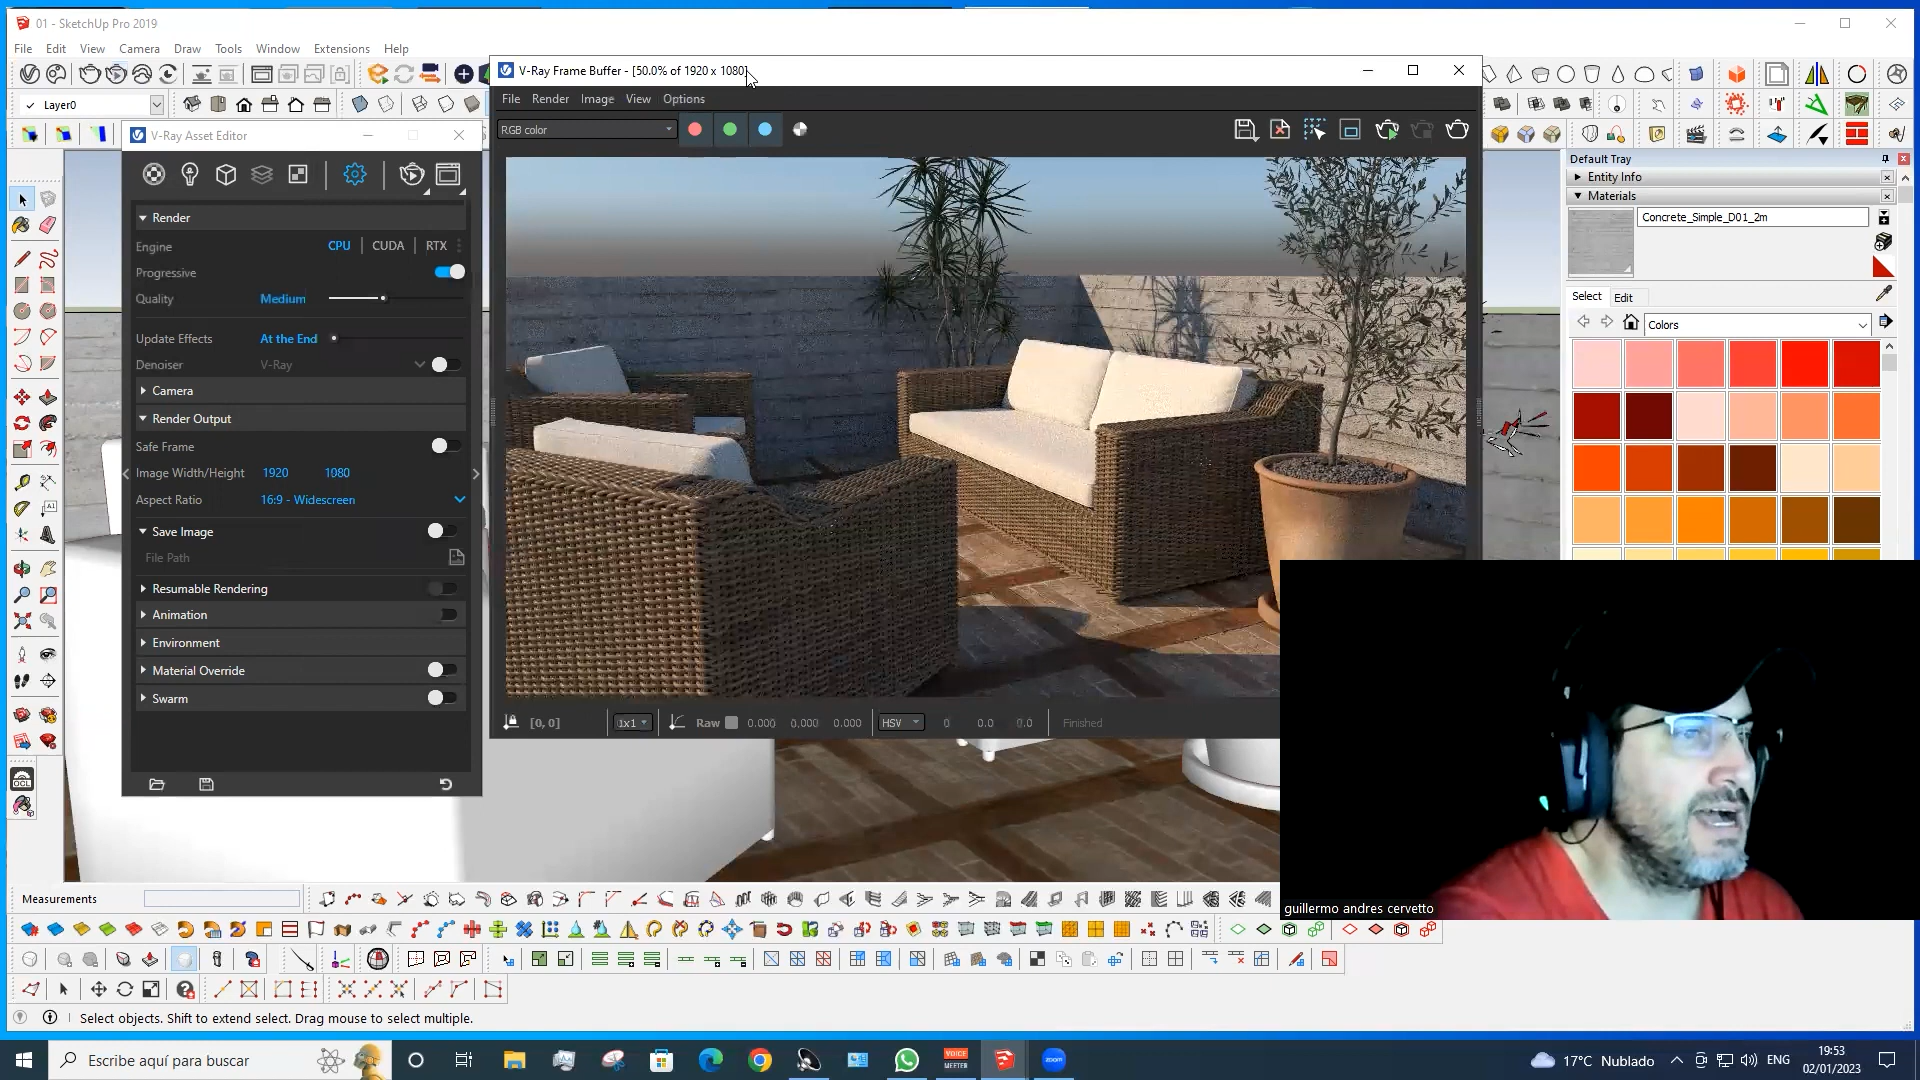 01 - SketchUp Pro 2019
File Edit View Camera Draw Tools Window Extensions Help
Layer0
V-Ray Asset Editor
Render
Engine CPU CUDA RTX
Progressive
Quality Medium
Update Effects At the End
Denoiser V-Ray
Camera
Render Output
Safe Frame
Image Width/Height 1920 1080
Aspect Ratio 16:9 - Widescreen
Save Image
File Path
Resumable Rendering
Animation
Environment
Material Override
Swarm
V-Ray Frame Buffer - [50.0% of 1920 x 1080]
File Render Image View Options
RGB color
[0, 0] 1x1 Raw 0.000 0.000 0.000 HSV 0 0.0 0.0 Finished
Default Tray
Entity Info
Materials
Concrete_Simple_D01_2m
Select Edit
Colors
guillermo andres cervetto
Measurements
Select objects. Shift to extend select. Drag mouse to select multiple.
Escribe aquí para buscar
VOICE
MEETER
zoom
17°C Nublado
ENG
19:53
02/01/2023